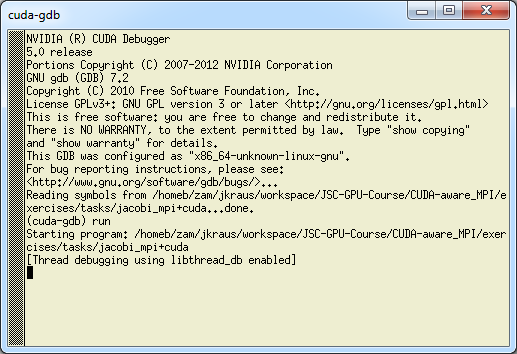 cuda-gdb
NVIDIA (R) CUDA Debugger
5.0 release
Portions Copyright (C) 2007-2012 NVIDIA Corporation
GNU gdb (GDB) 7.2
Copyright (C) 2010 Free Software Foundation, Inc.
License GPLv3+: GNU GPL version 3 or later <http://gnu.org/licenses/gpl.html>
This is free software: you are free to change and redistribute it.
There is NO WARRANTY, to the extent permitted by law.  Type "show copying"
and "show warranty" for details.
This GDB was configured as "x86_64-unknown-linux-gnu".
For bug reporting instructions, please see:
<http://www.gnu.org/software/gdb/bugs/>...
Reading symbols from /homeb/zam/jkraus/workspace/JSC-GPU-Course/CUDA-aware_MPI/e
xercises/tasks/jacobi_mpi+cuda...done.
(cuda-gdb) run
Starting program: /homeb/zam/jkraus/workspace/JSC-GPU-Course/CUDA-aware_MPI/exer
cises/tasks/jacobi_mpi+cuda
[Thread debugging using libthread_db enabled]